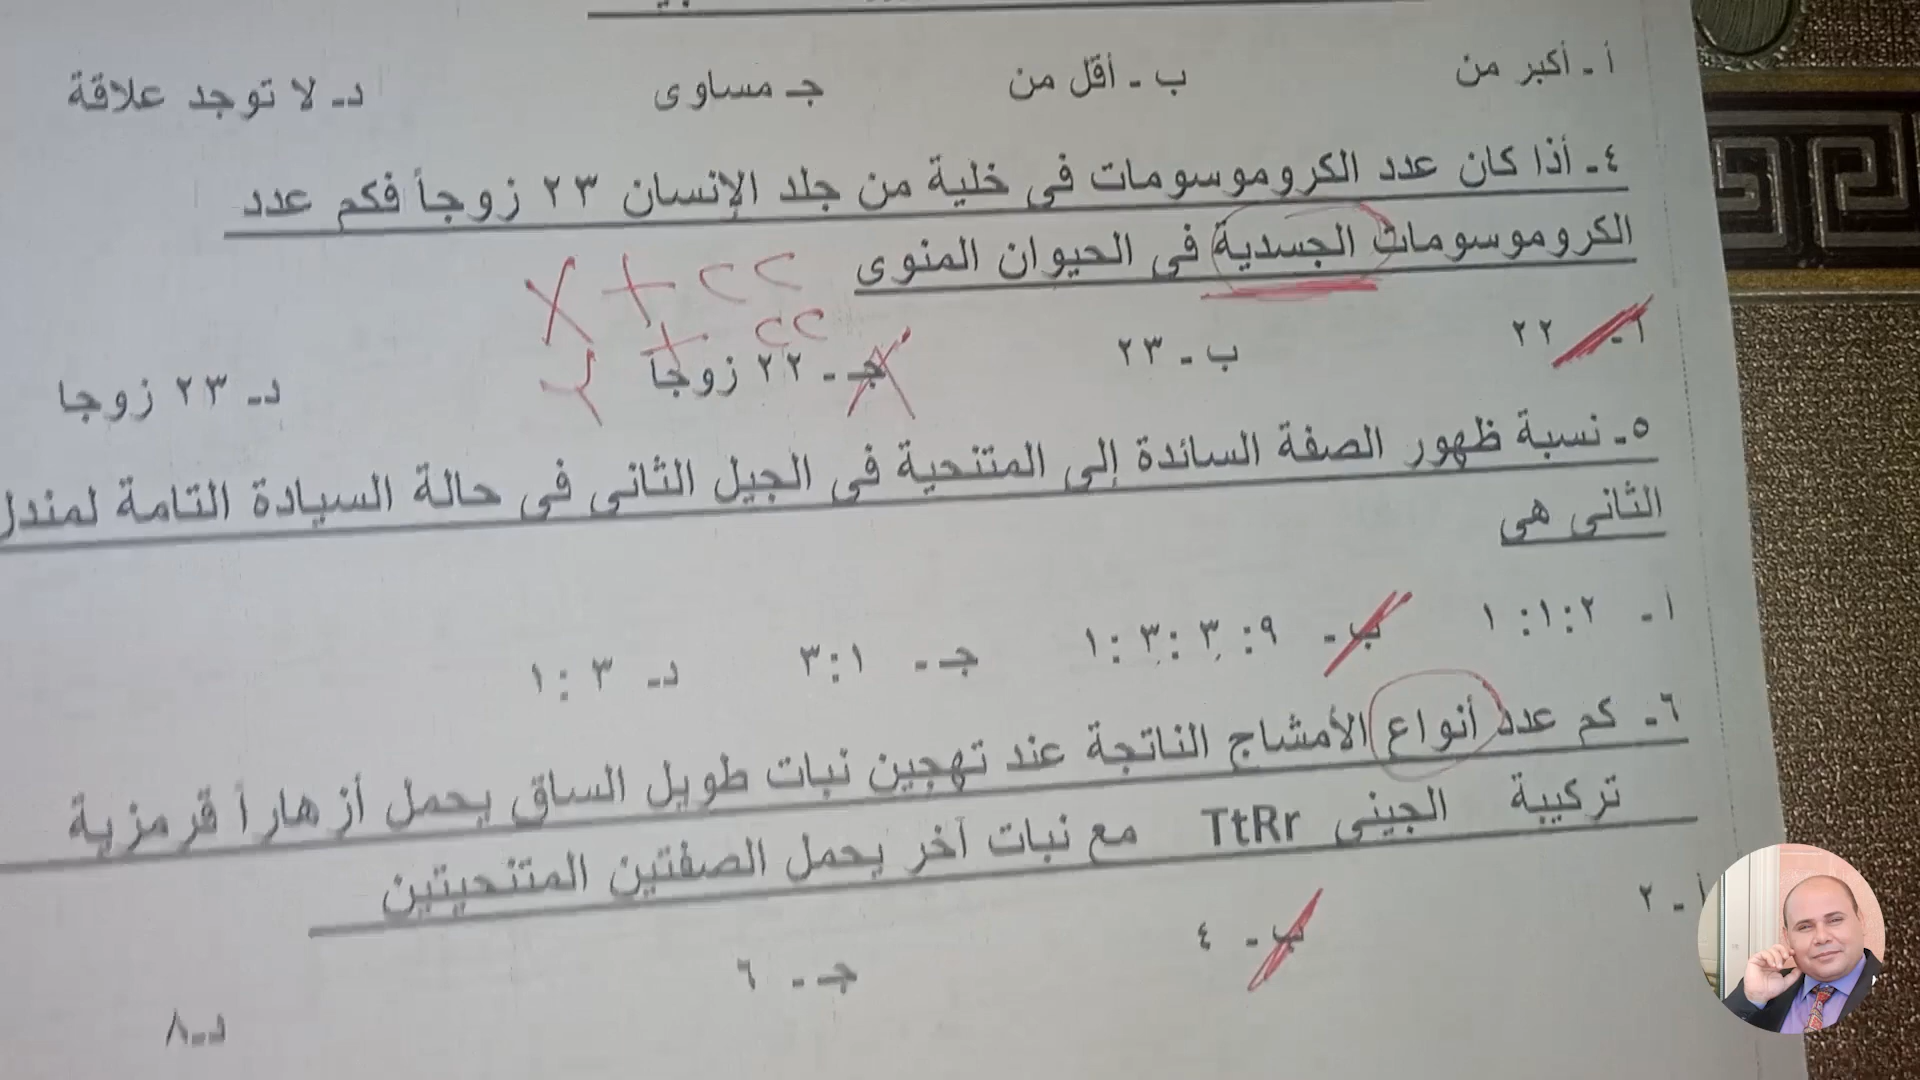 أ - أكبر من ب - أقل من جـ مساوى د- لا توجد علاقة
٤- أذا كان عدد الكروموسومات فى خلية من جلد الإنسان ٢٣ زوجاً فكم عدد
الكروموسومات الجسدية فى الحيوان المنوى
X + 22
Y + 22
أ - ٢٢ ب - ٢٣ جـ - ٢٢ زوجاً د- ٢٣ زوجا
٥- نسبة ظهور الصفة السائدة إلى المتنحية فى الجيل الثانى فى حالة السيادة التامة لمندل
الثانى هى
أ - ١:١:٢ : ١ ب - ٩: ٣: ٣: ١ جـ - ٣:١ د- ٣ :١
٦- كم عدد أنواع الأمشاج الناتجة عند تهجين نبات طويل الساق يحمل أزهاراً قرمزية
تركيبة الجينى TtRr مع نبات آخر يحمل الصفتين المتنحيتين
أ - ٢ ب - ٤ جـ - ٦ د-٨